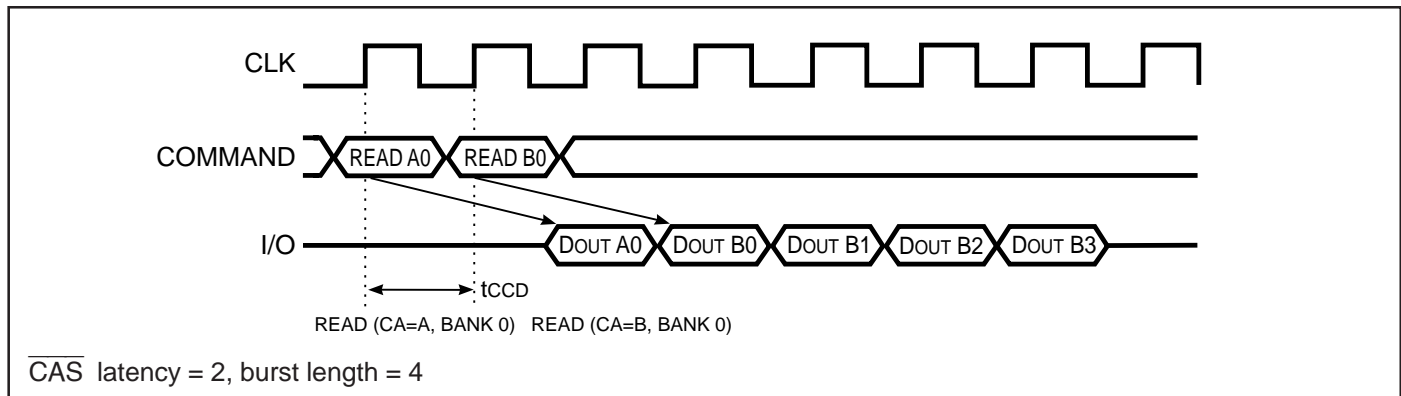 CLK
COMMAND READ A0 READ B0
I/O DOUT A0 DOUT B0 DOUT B1 DOUT B2 DOUT B3
tCCD
READ (CA=A, BANK 0) READ (CA=B, BANK 0)
CAS latency = 2, burst length = 4